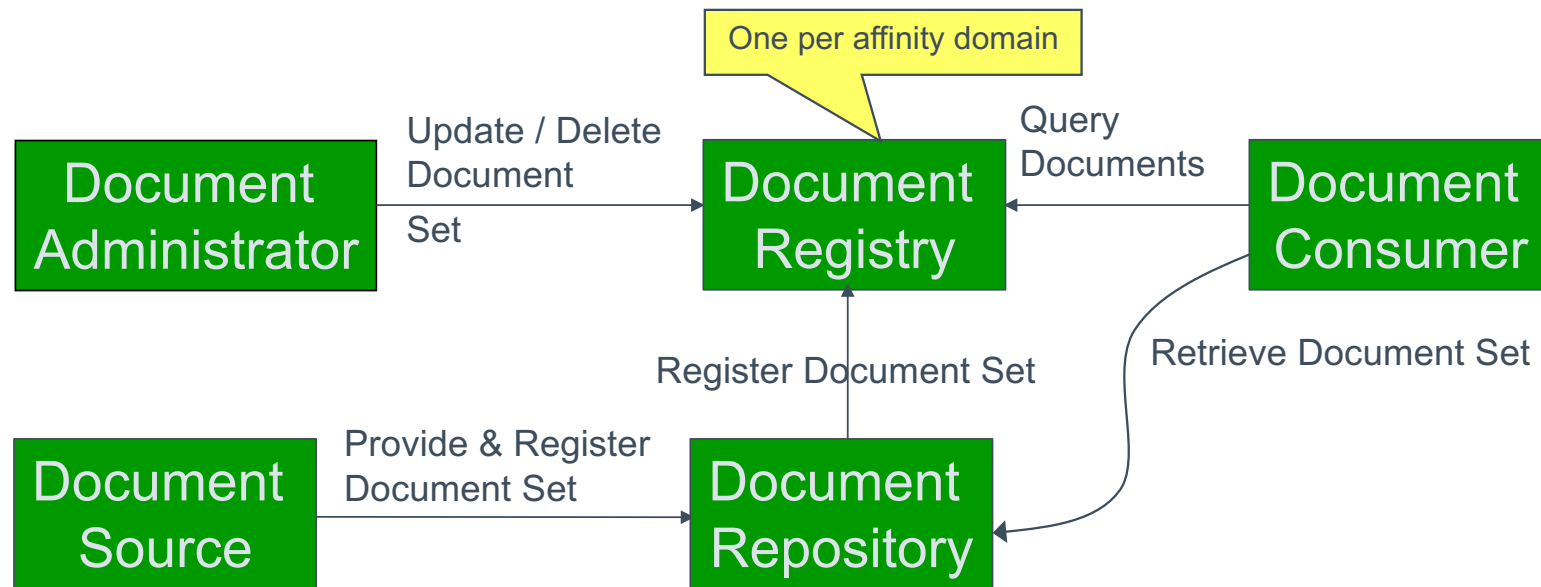 One per affinity domain
Document
Administrator
Update / Delete
Document
Set
Document
Registry
Query
Documents
Document
Consumer
Register Document Set
Retrieve Document Set
Document
Source
Provide & Register
Document Set
Document
Repository